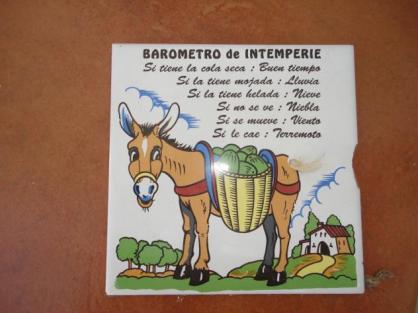 BAROMETRO de INTEMPERIE
Si tiene la cola seca : Buen tiempo
Si la tiene mojada : Lluvia
Si la tiene helada : Nieve
Si no se ve : Niebla
Si se mueve : Viento
Si le cae : Terremoto